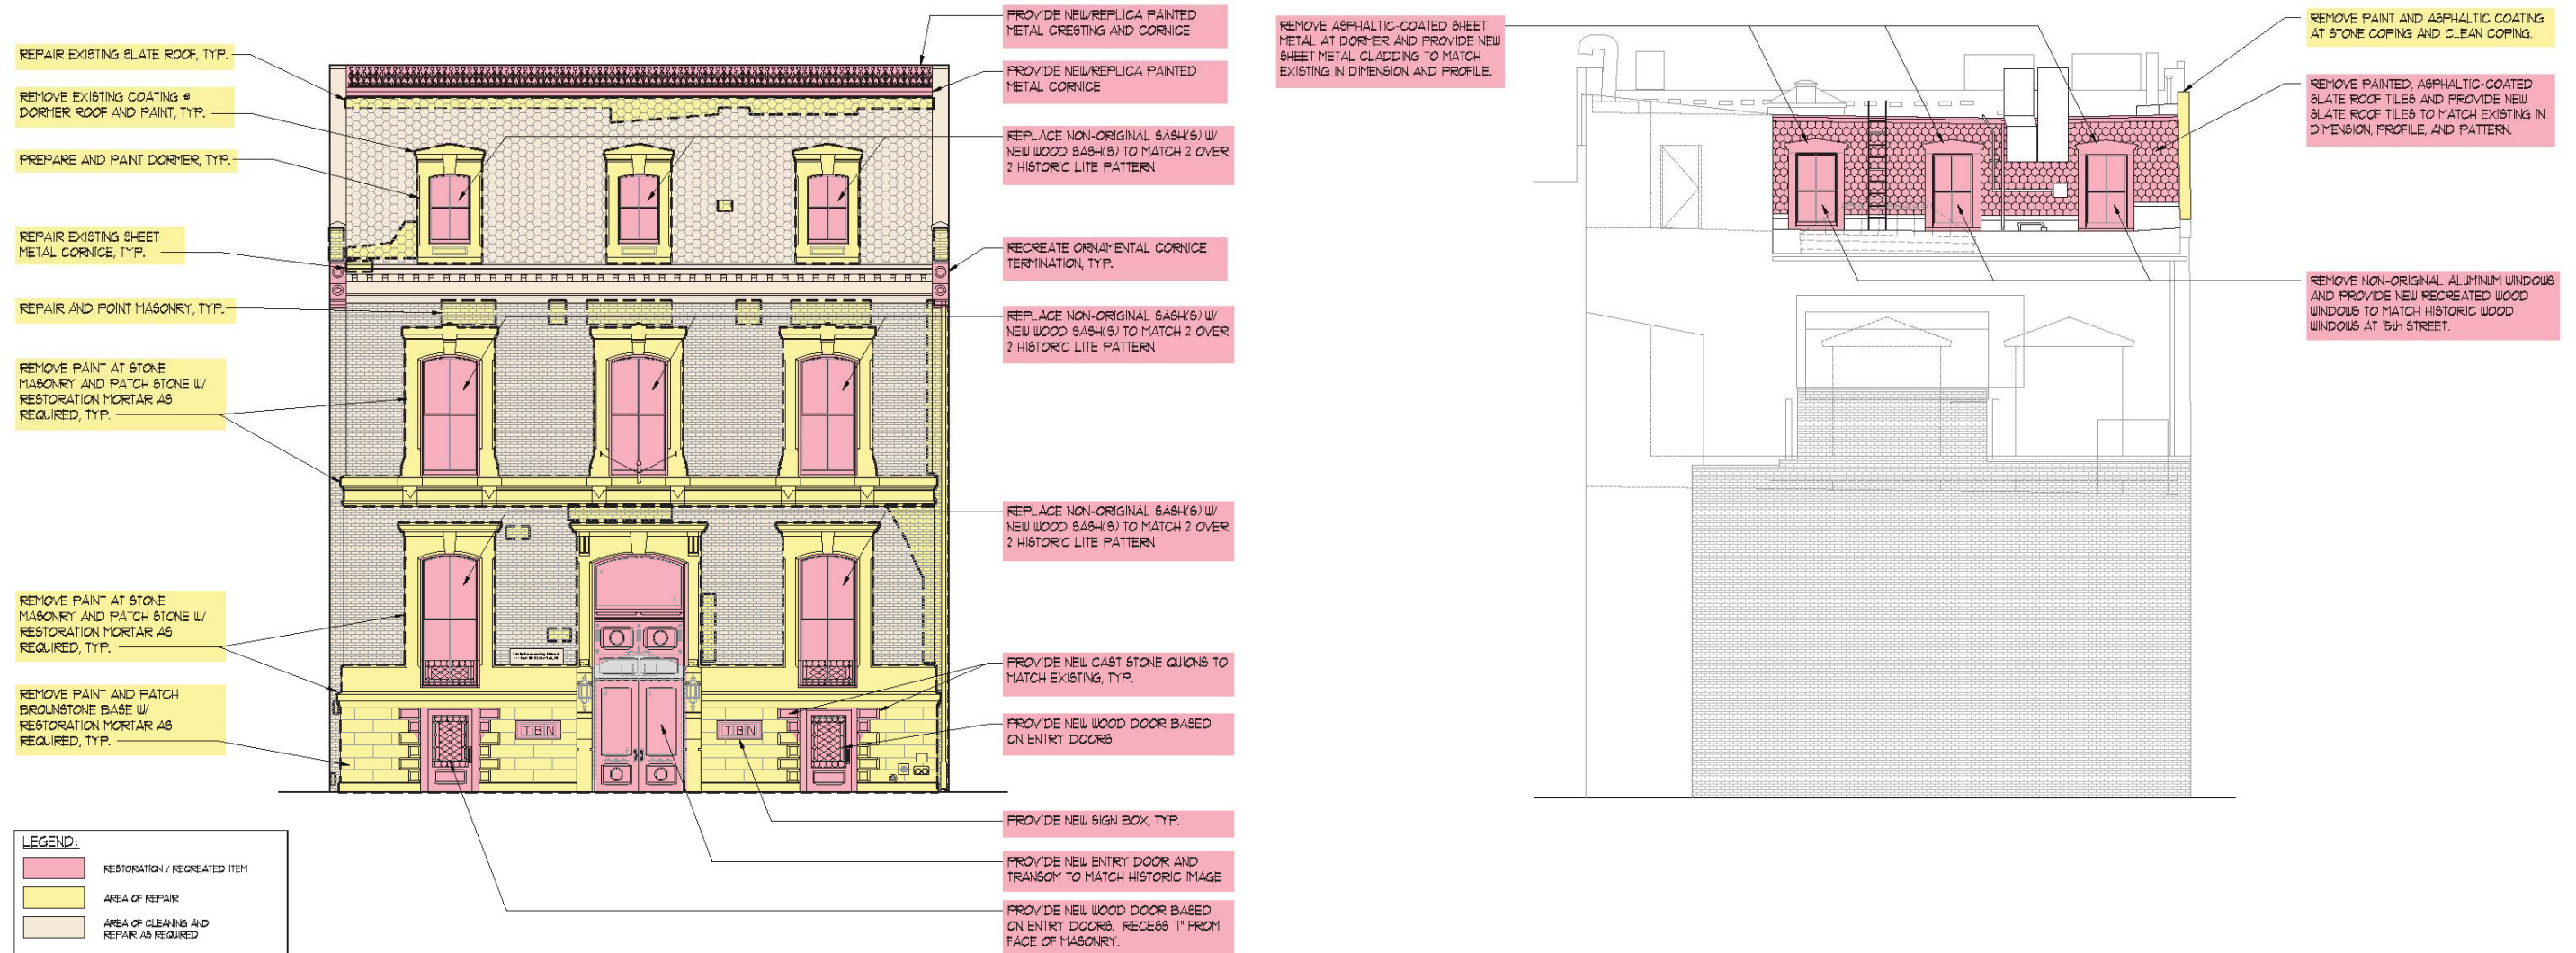 REPAIR EXISTING SLATE ROOF, TYP.
REMOVE EXISTING COATING @
DORMER ROOF AND PAINT, TYP.
PREPARE AND PAINT DORMER, TYP.
REPAIR EXISTING SHEET
METAL CORNICE, TYP.
REPAIR AND POINT MASONRY, TYP.
REMOVE PAINT AT STONE
MASONRY AND PATCH STONE W/
RESTORATION MORTAR AS
REQUIRED, TYP.
REMOVE PAINT AT STONE
MASONRY AND PATCH STONE W/
RESTORATION MORTAR AS
REQUIRED, TYP.
REMOVE PAINT AND PATCH
BROWNSTONE BASE W/
RESTORATION MORTAR AS
REQUIRED, TYP.
LEGEND:
RESTORATION / RECREATED ITEM
AREA OF REPAIR
AREA OF CLEANING AND
REPAIR AS REQUIRED
TBN
TBN
PROVIDE NEW/REPLICA PAINTED
METAL CRESTING AND CORNICE
PROVIDE NEW/REPLICA PAINTED
METAL CORNICE
REPLACE NON-ORIGINAL SASH(S) W/
NEW WOOD SASH(S) TO MATCH 2 OVER
2 HISTORIC LITE PATTERN
RECREATE ORNAMENTAL CORNICE
TERMINATION, TYP.
REPLACE NON-ORIGINAL SASH(S) W/
NEW WOOD SASH(S) TO MATCH 2 OVER
2 HISTORIC LITE PATTERN
REPLACE NON-ORIGINAL SASH(S) W/
NEW WOOD SASH(S) TO MATCH 2 OVER
2 HISTORIC LITE PATTERN
PROVIDE NEW CAST STONE QUIONS TO
MATCH EXISTING, TYP.
PROVIDE NEW WOOD DOOR BASED
ON ENTRY DOORS
PROVIDE NEW SIGN BOX, TYP.
PROVIDE NEW ENTRY DOOR AND
TRANSOM TO MATCH HISTORIC IMAGE
PROVIDE NEW WOOD DOOR BASED
ON ENTRY DOORS. RECESS 7" FROM
FACE OF MASONRY.
REMOVE ASPHALTIC-COATED SHEET
METAL AT DORMER AND PROVIDE NEW
SHEET METAL CLADDING TO MATCH
EXISTING IN DIMENSION AND PROFILE.
REMOVE PAINT AND ASPHALTIC COATING
AT STONE COPING AND CLEAN COPING.
REMOVE PAINTED, ASPHALTIC-COATED
SLATE ROOF TILES AND PROVIDE NEW
SLATE ROOF TILES TO MATCH EXISTING IN
DIMENSION, PROFILE, AND PATTERN.
REMOVE NON-ORIGINAL ALUMINUM WINDOWS
AND PROVIDE NEW RECREATED WOOD
WINDOWS TO MATCH HISTORIC WOOD
WINDOWS AT 15th STREET.